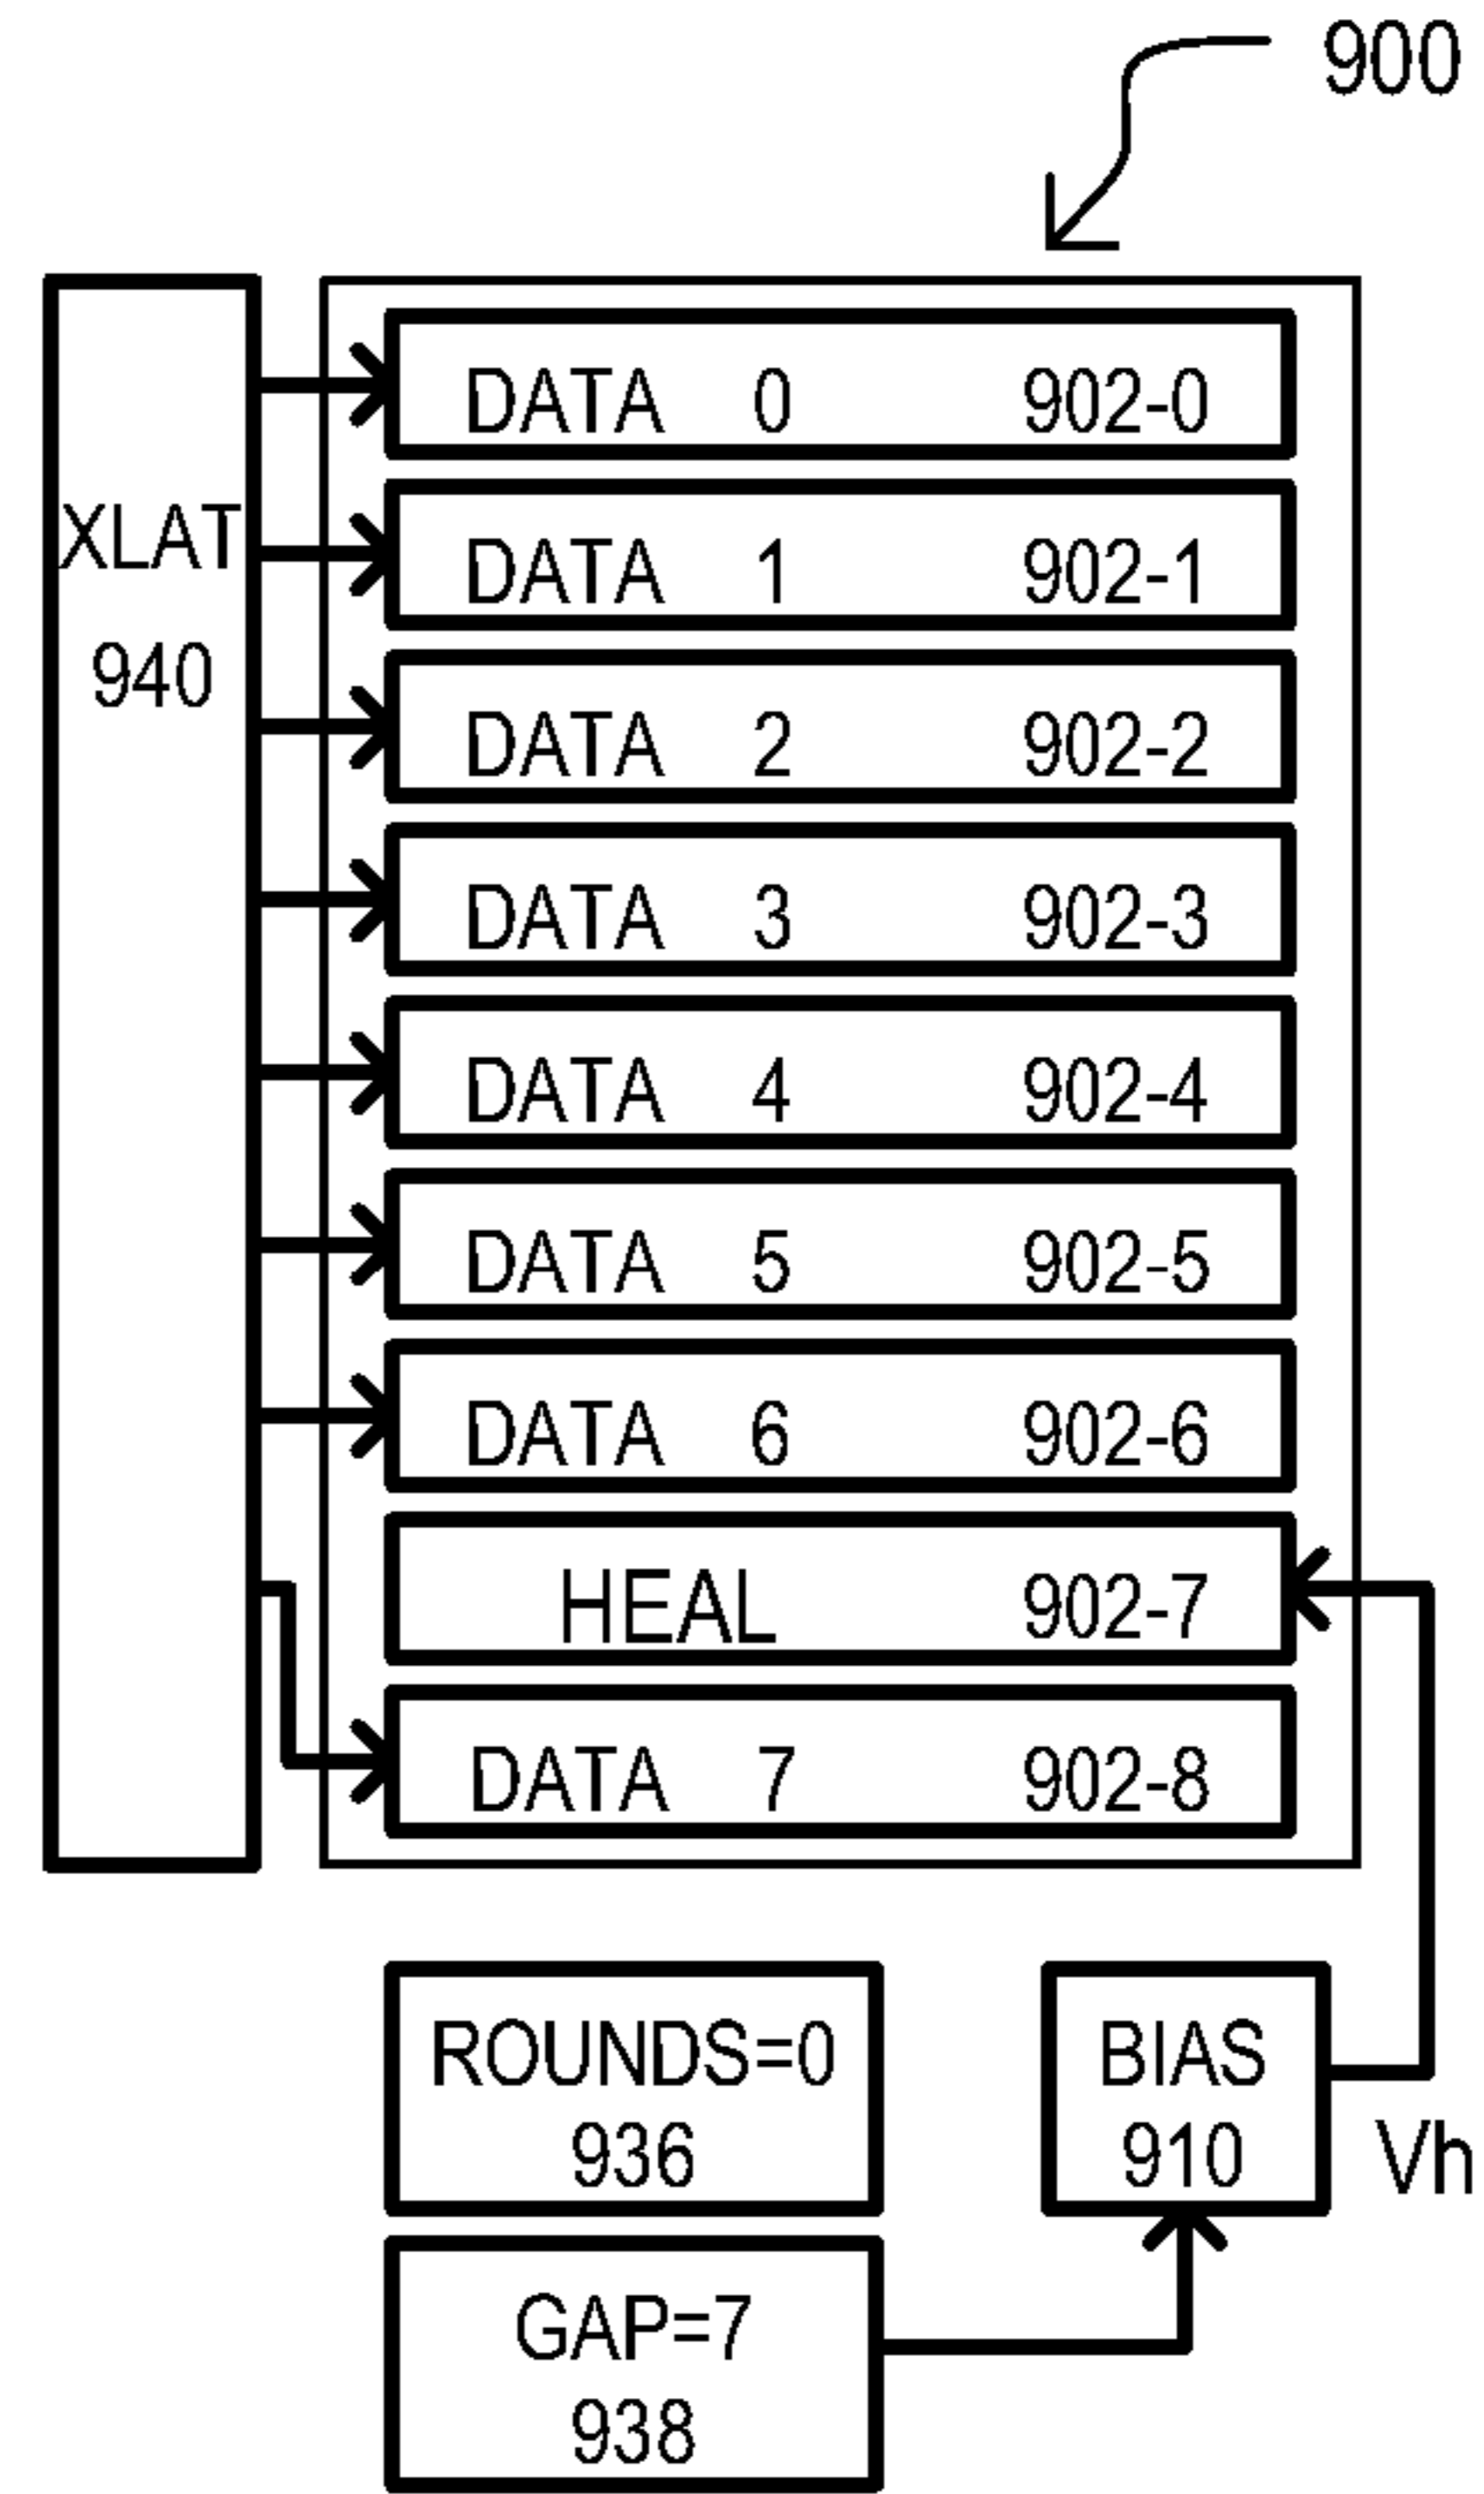 900
XLAT
940
DATA 0 902-0
DATA 1 902-1
DATA 2 902-2
DATA 3 902-3
DATA 4 902-4
DATA 5 902-5
DATA 6 902-6
HEAL 902-7
DATA 7 902-8
ROUNDS=0
936
BIAS
910
Vh
GAP=7
938